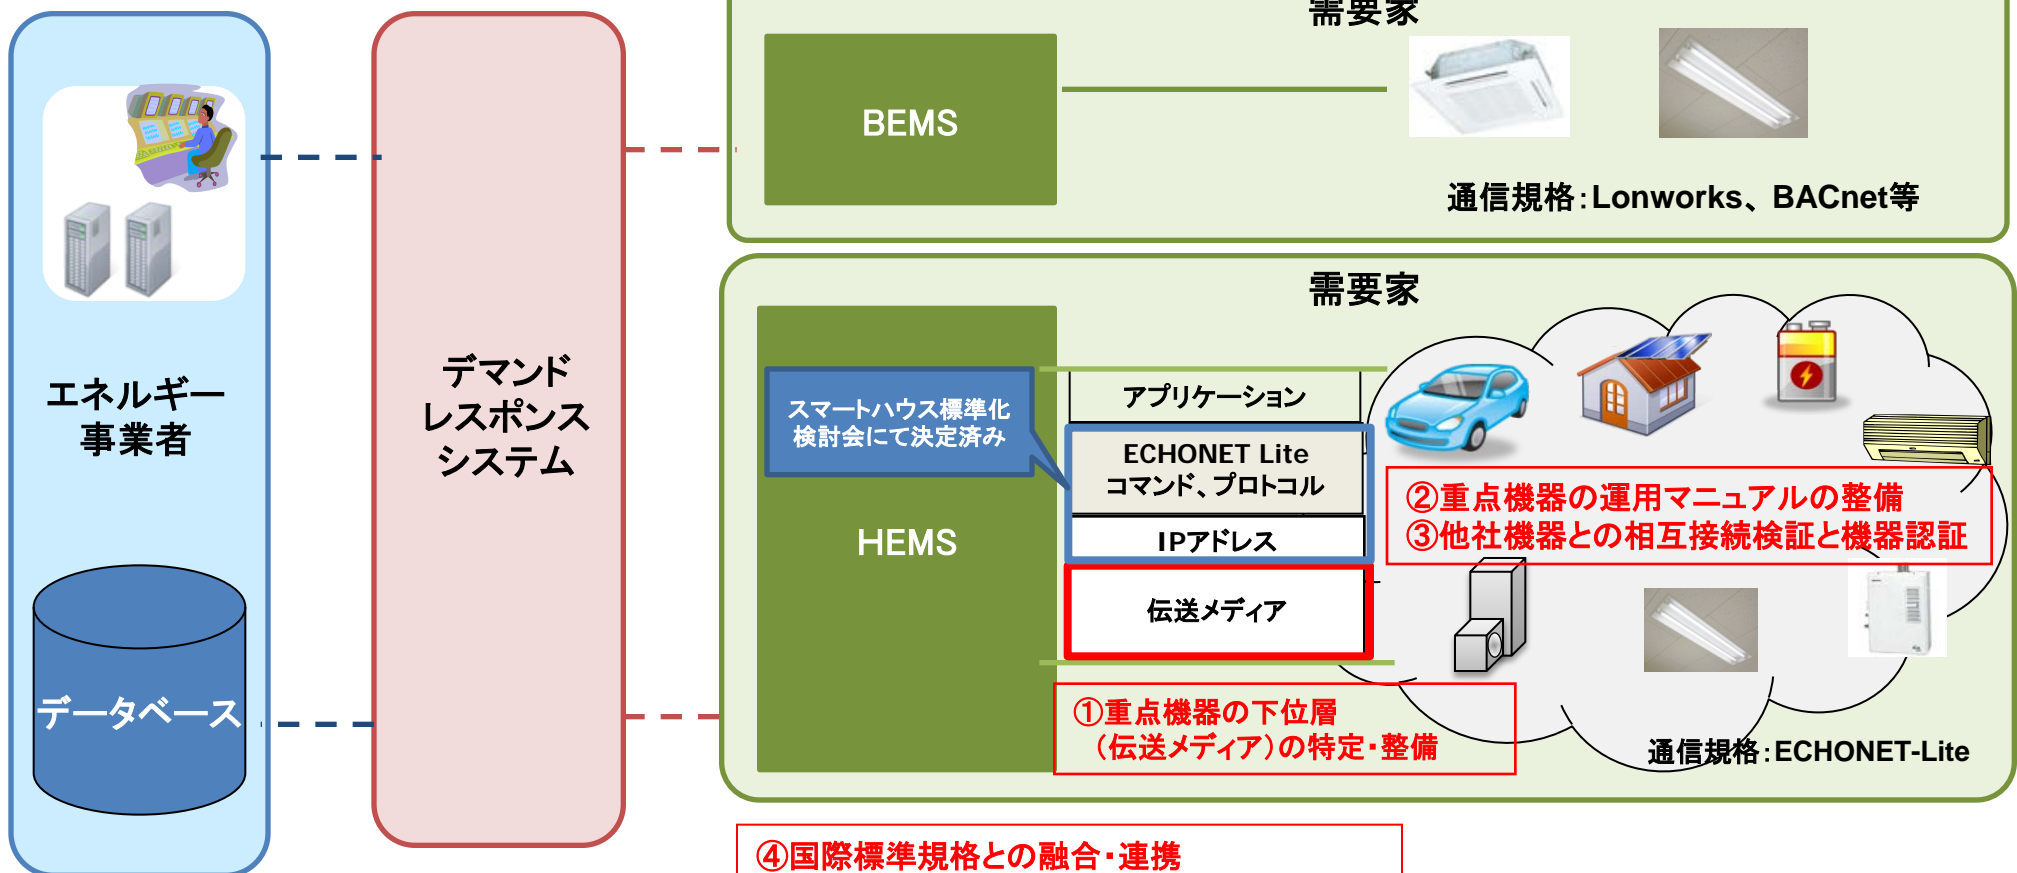 エネルギー
事業者
データベース
デマンド
レスポンス
システム
需要家
BEMS
通信規格:Lonworks、BACnet等
需要家
HEMS
スマートハウス標準化
検討会にて決定済み
アプリケーション
ECHONET Lite
コマンド、プロトコル
IPアドレス
伝送メディア
②重点機器の運用マニュアルの整備
③他社機器との相互接続検証と機器認証
①重点機器の下位層
(伝送メディア)の特定・整備
通信規格:ECHONET-Lite
④国際標準規格との融合・連携